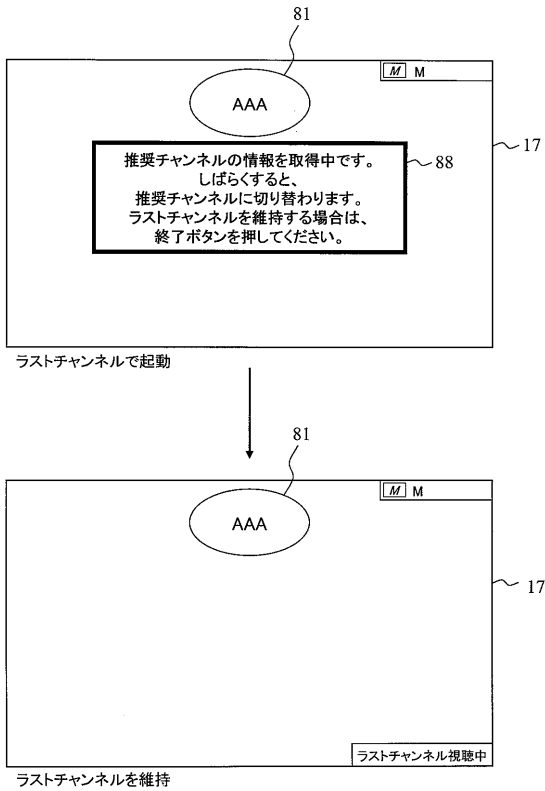 81
AAA
M M
17
推奨チャンネルの情報を取得中です。
しばらくすると、
推奨チャンネルに切り替わります。
ラストチャンネルを維持する場合は、
終了ボタンを押してください。
88
ラストチャンネルで起動
81
AAA
M M
17
ラストチャンネル視聴中
ラストチャンネルを維持